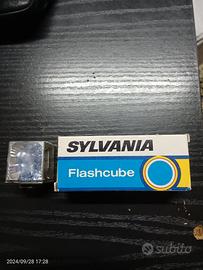 SYLVANIA
Flashcube
2024/09/28 17:28
subito